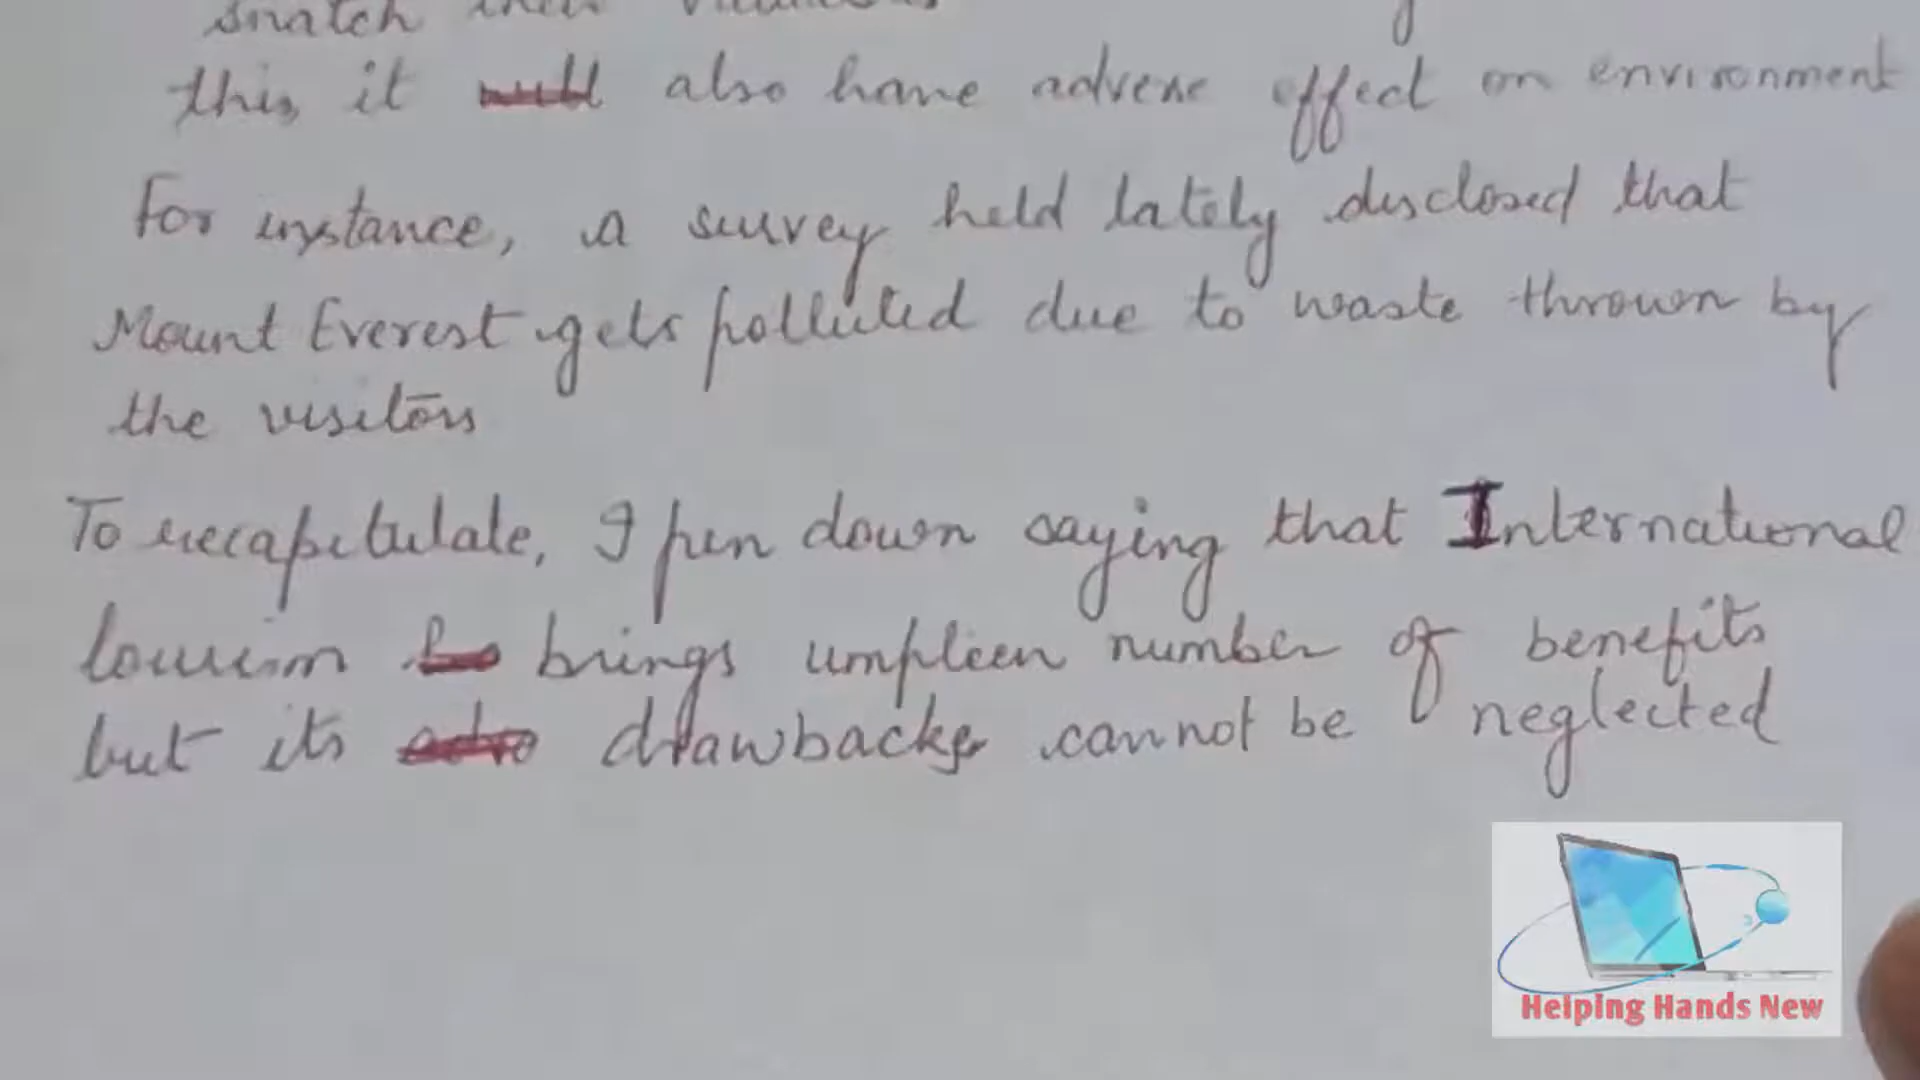 snatch their
this, it will also have adverse effect on environment
For instance, a survey held lately disclosed that
Mount Everest gets polluted due to waste thrown by
the visitors
To recapitulate, I pen down saying that International
tourism brings umpteen number of benefits
but its drawbacks cannot be neglected
Helping Hands New